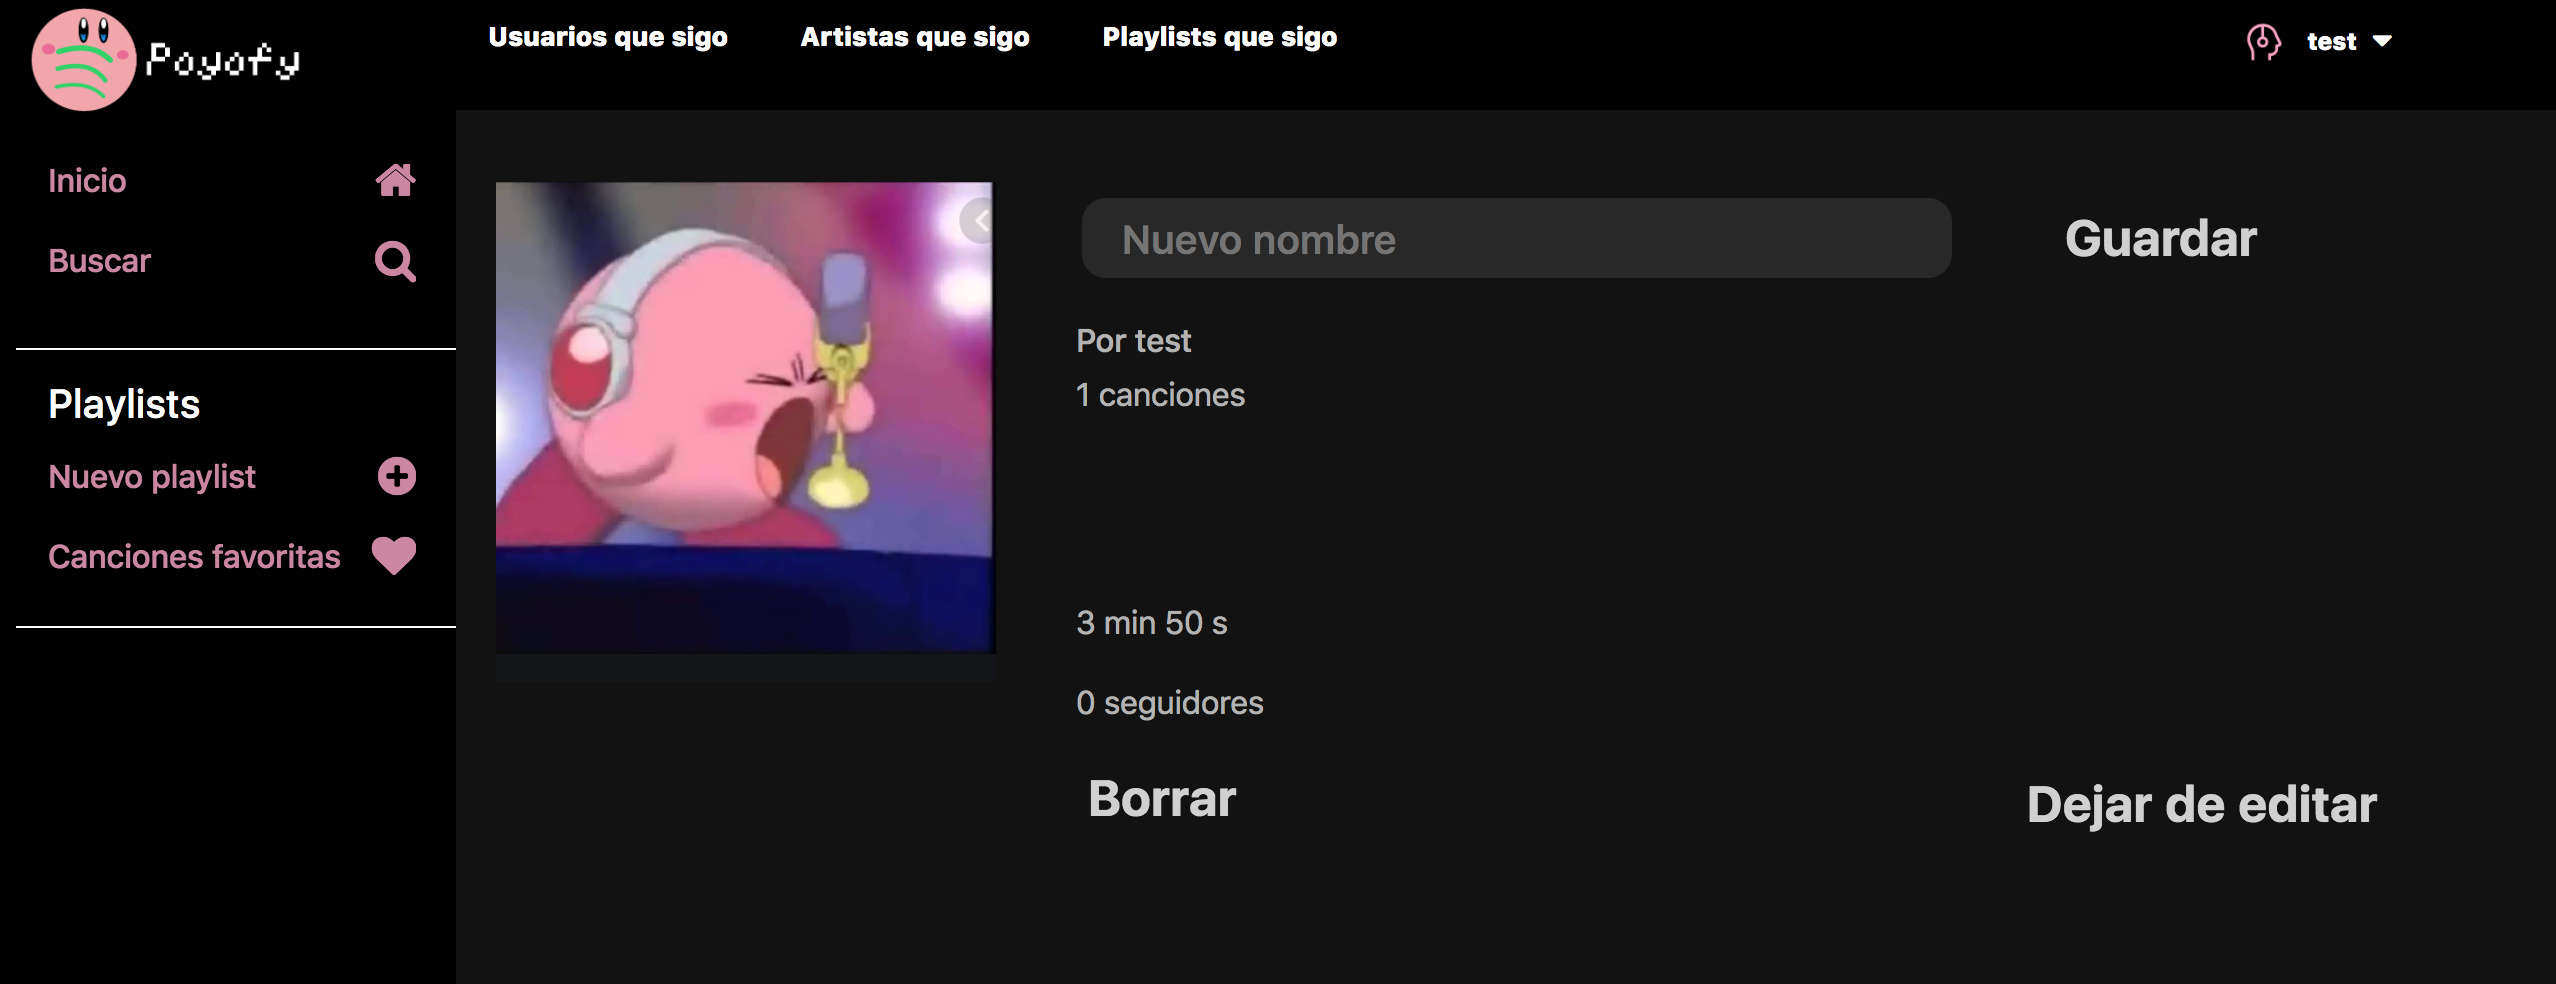 Poyofy
Usuarios que sigo
Artistas que sigo
Playlists que sigo
test
Inicio
Buscar
Playlists
Nuevo playlist
Canciones favoritas
Nuevo nombre
Guardar
Por test
1 canciones
3 min 50 s
0 seguidores
Borrar
Dejar de editar